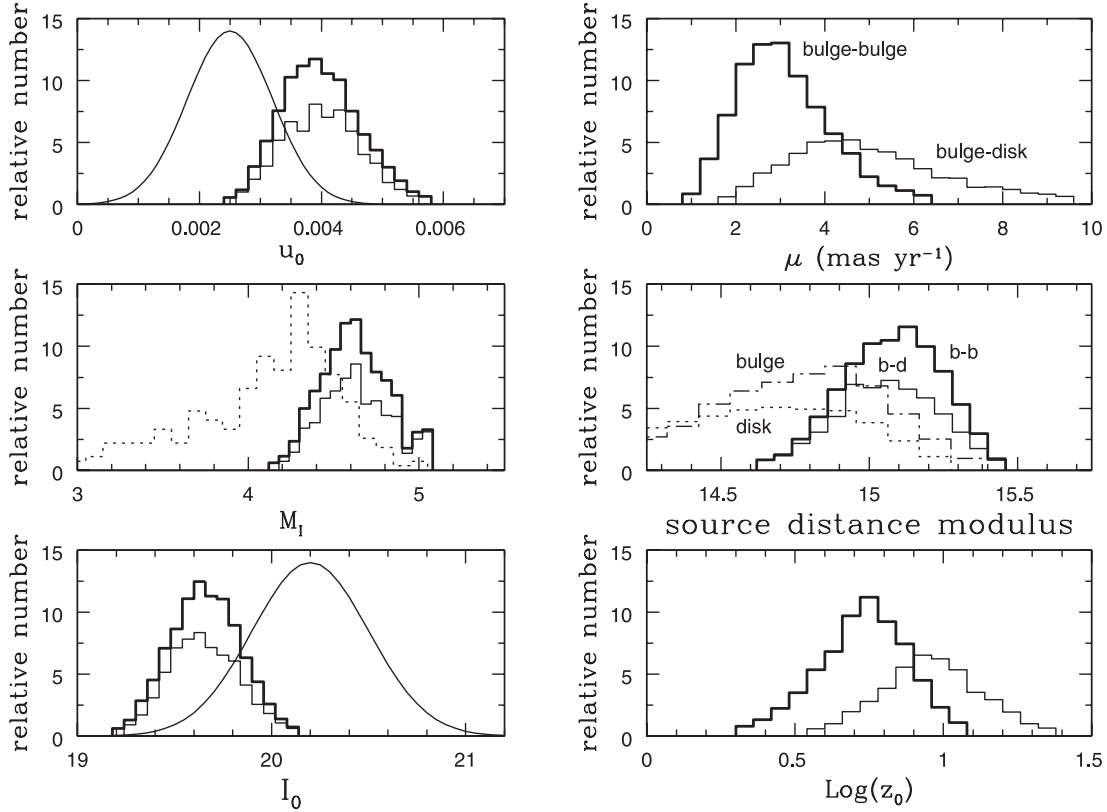 relative number
15
10
5
0
0
0.002
0.004
0.006
u₀
relative number
15
10
5
0
bulge-bulge
bulge-disk
0
2
4
6
8
10
μ (mas yr⁻¹)
relative number
15
10
5
0
3
4
5
M_I
relative number
15
10
5
0
bulge
b-d
b-b
disk
14.5
15
15.5
source distance modulus
relative number
15
10
5
0
19
20
21
I₀
relative number
15
10
5
0
0
0.5
1
1.5
Log(z₀)